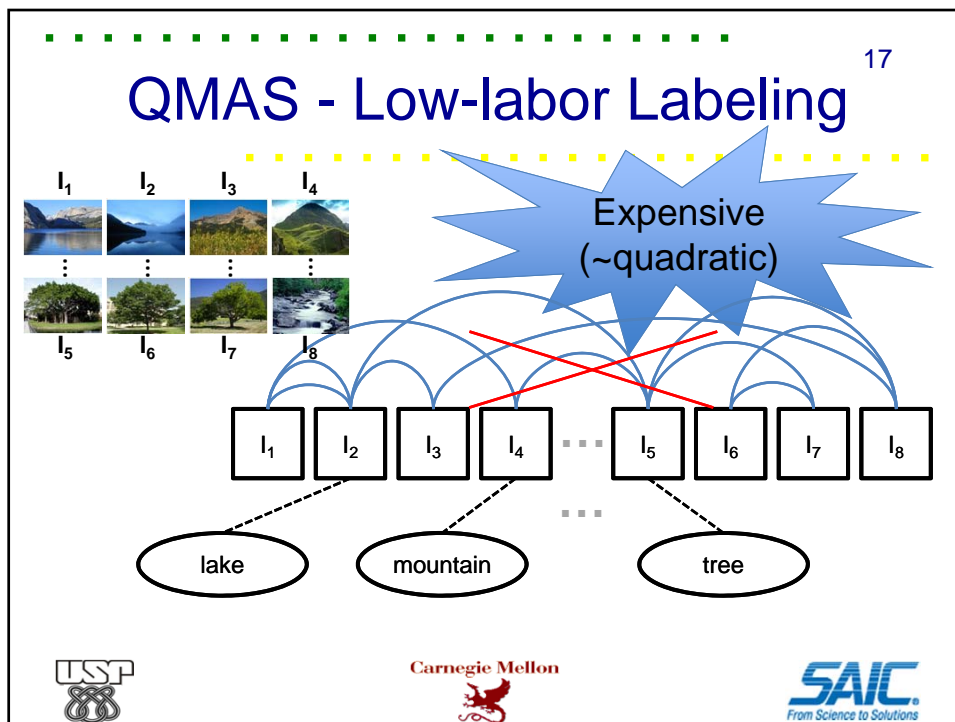 17
QMAS - Low-labor Labeling
I₁ I₂ I₃ I₄
Expensive
(~quadratic)
I₅ I₆ I₇ I₈
I₁ I₂ I₃ I₄ I₅ I₆ I₇ I₈
lake mountain tree
USP
Carnegie Mellon
SAIC®
From Science to Solutions